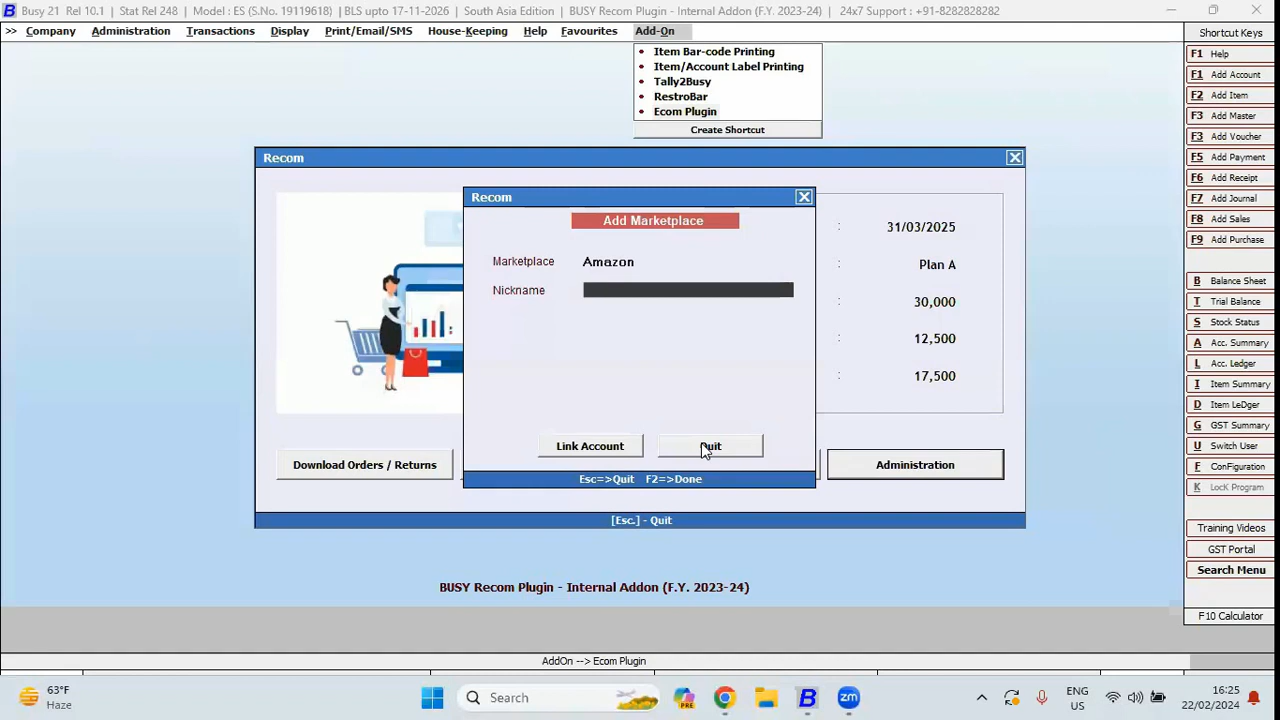 Busy 21 Rel 10.1 | Stat Rel 248 | Model : ES (S.No. 19119618) | BLS upto 17-11-2026 | South Asia Edition | BUSY Recom Plugin - Internal Addon (F.Y. 2023-24) | 24x7 Support : +91-8282828282
>> Company Administration Transactions Display Print/Email/SMS House-Keeping Help Favourites Add-On
Item Bar-code Printing
Item/Account Label Printing
Tally2Busy
RestroBar
Ecom Plugin
Create Shortcut
Recom
Recom
Add Marketplace
Marketplace Amazon
Nickname
Link Account Quit
Esc=>Quit F2=>Done
: 31/03/2025
: Plan A
: 30,000
: 12,500
: 17,500
Download Orders / Returns
Administration
[Esc.] - Quit
BUSY Recom Plugin - Internal Addon (F.Y. 2023-24)
Shortcut Keys
F1 Help
F1 Add Account
F2 Add Item
F3 Add Master
F3 Add Voucher
F5 Add Payment
F6 Add Receipt
F7 Add Journal
F8 Add Sales
F9 Add Purchase
B Balance Sheet
T Trial Balance
S Stock Status
A Acc. Summary
L Acc. Ledger
I Item Summary
D Item LeDger
G GST Summary
U Switch User
F ConFiguration
K LocK Program
Training Videos
GST Portal
Search Menu
F10 Calculator
AddOn --> Ecom Plugin
63°F
Haze
Search
PRE
zm
ENG
US
16:25
22/02/2024